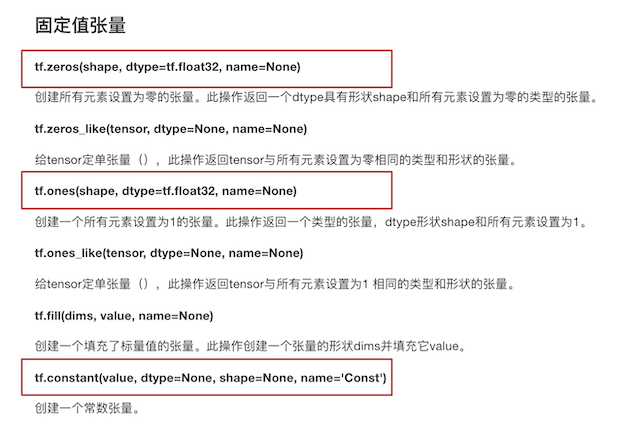 固定值张量
tf.zeros(shape, dtype=tf.float32, name=None)
创建所有元素设置为零的张量。此操作返回一个dtype具有形状shape和所有元素设置为零的类型的张量。
tf.zeros_like(tensor, dtype=None, name=None)
给tensor定单张量（），此操作返回tensor与所有元素设置为零相同的类型和形状的张量。
tf.ones(shape, dtype=tf.float32, name=None)
创建一个所有元素设置为1的张量。此操作返回一个类型的张量，dtype形状shape和所有元素设置为1。
tf.ones_like(tensor, dtype=None, name=None)
给tensor定单张量（），此操作返回tensor与所有元素设置为1 相同的类型和形状的张量。
tf.fill(dims, value, name=None)
创建一个填充了标量值的张量。此操作创建一个张量的形状dims并填充它value。
tf.constant(value, dtype=None, shape=None, name='Const')
创建一个常数张量。